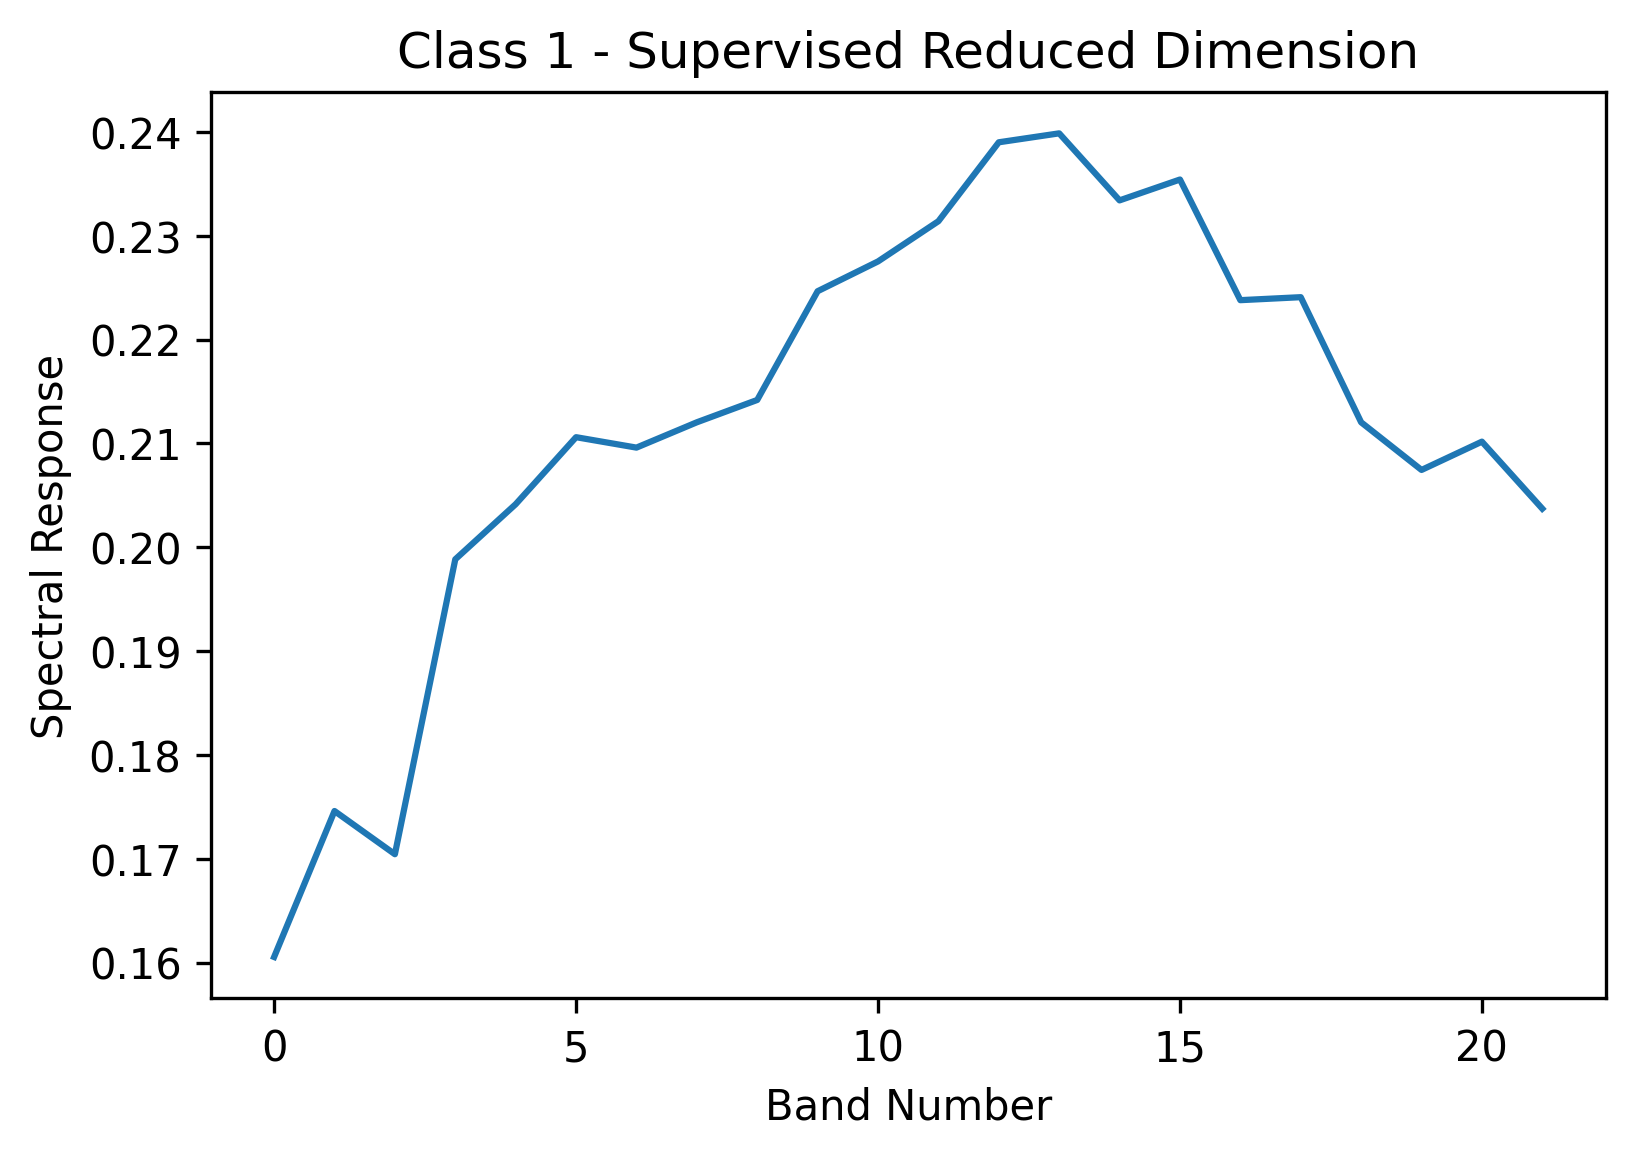 Class 1 - Supervised Reduced Dimension
0.24
0.23
0.22
0.21
0.20
0.19
0.18
0.17
0.16
Spectral Response
0 5 10 15 20
Band Number